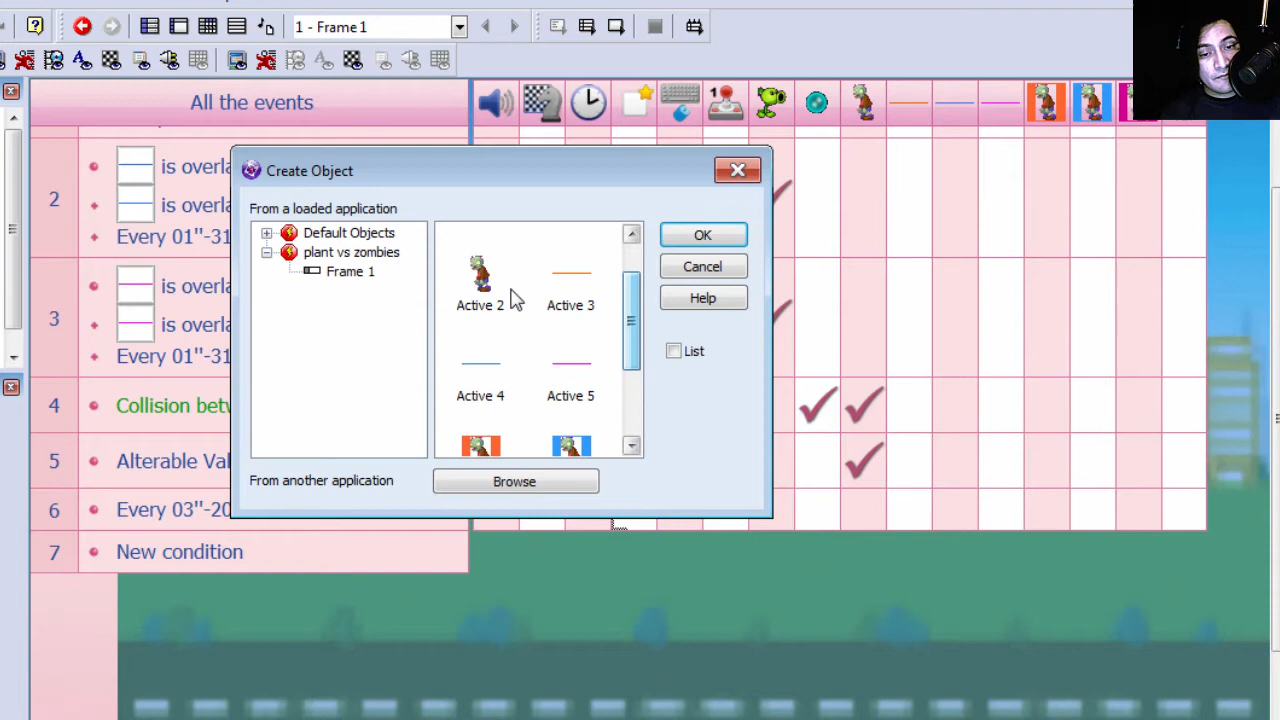 1 - Frame 1
All the events
2
is overla
is overla
Every 01"-31
3
is overla
is overla
Every 01"-31
4
Collision betw
5
Alterable Val
6
Every 03"-20
7
New condition
Create Object
From a loaded application
Default Objects
plant vs zombies
Frame 1
Active 2
Active 3
Active 4
Active 5
OK
Cancel
Help
List
From another application
Browse